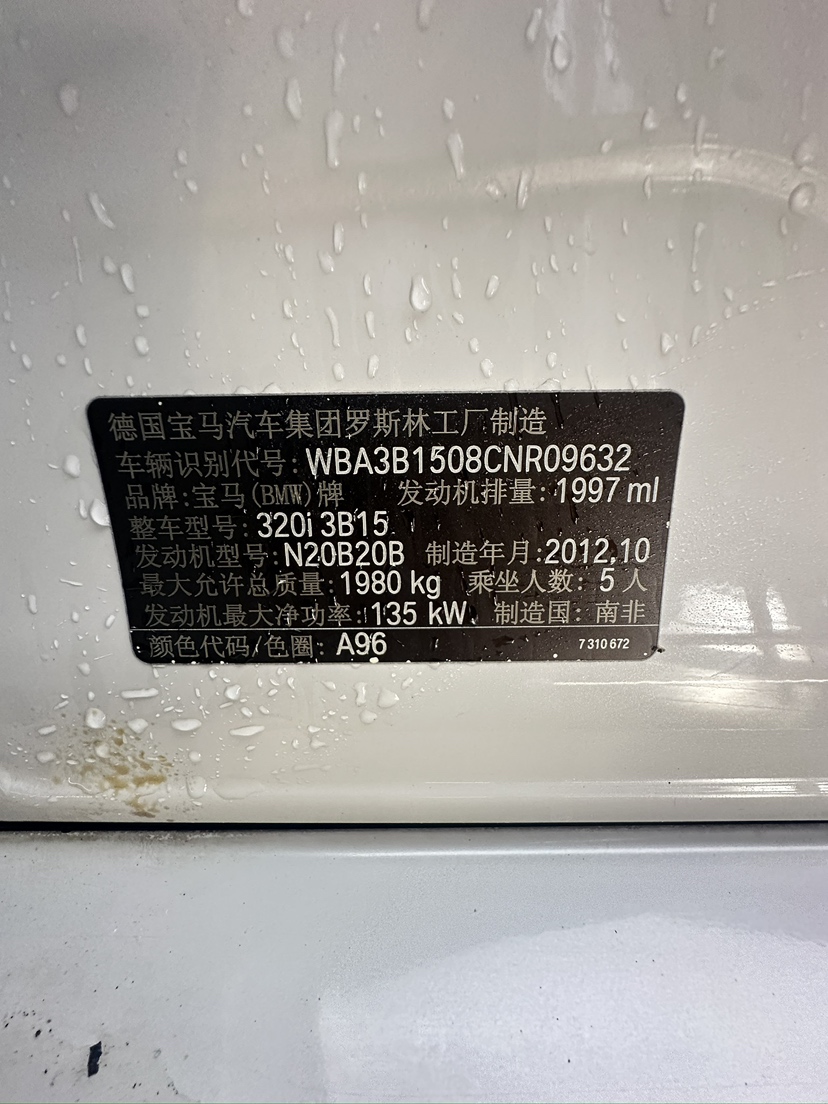 德国宝马汽车集团罗斯林工厂制造
车辆识别代号: WBA3B1508CNR09632
品牌:宝马(BMW)牌 发动机排量: 1997 ml
整车型号: 320i 3B15
发动机型号: N20B20B 制造年月:2012.10
最大允许总质量: 1980 kg 乘坐人数: 5 人
发动机最大净功率: 135 kW 制造国: 南非
颜色代码/色圈: A96 7 310 672